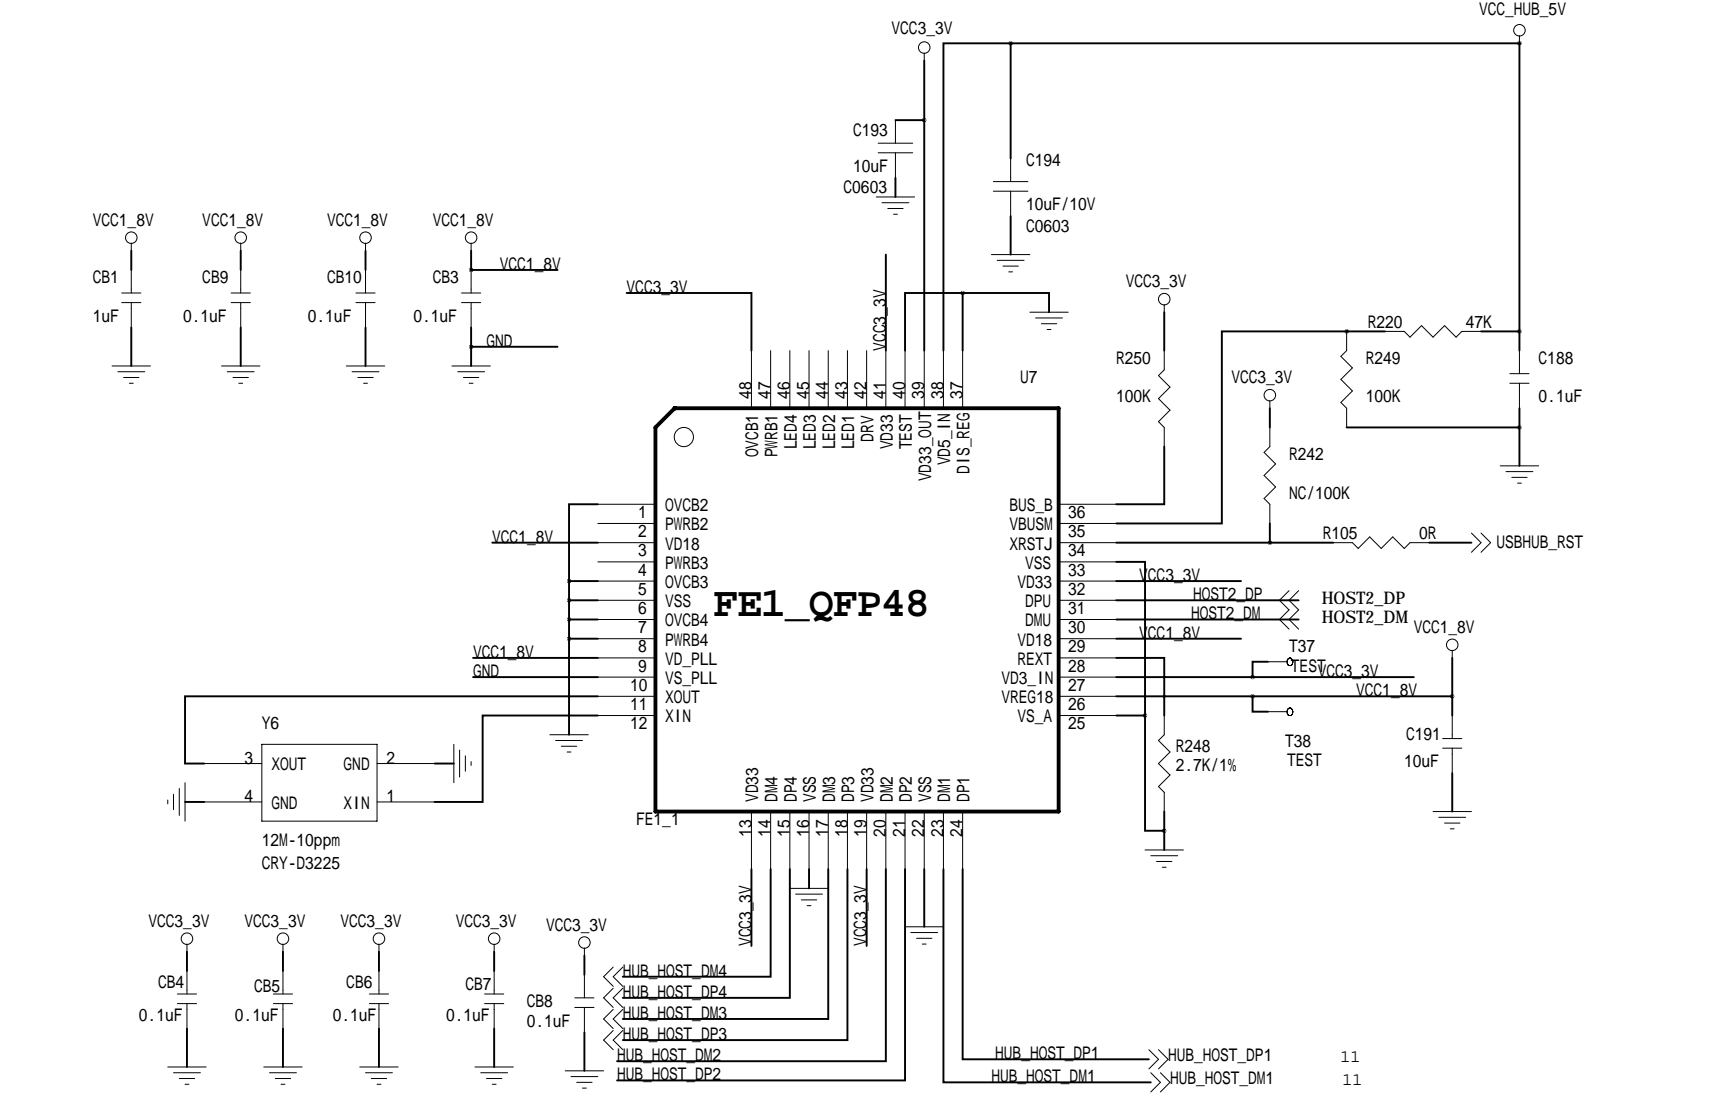 VCC_HUB_5V
VCC3_3V
C193
10uF
C0603
C194
10uF/10V
C0603
VCC1_8V
CB1
1uF
VCC1_8V
CB9
0.1uF
VCC1_8V
CB10
0.1uF
VCC1_8V
CB3
0.1uF
VCC1_8V
GND
VCC3_3V
VCC3_3V
VCC3_3V
R250
100K
R220 47K
R249
100K
C188
0.1uF
VCC3_3V
R242
NC/100K
R105 0R
USBHUB_RST
U7
48 47 46 45 44 43 42 41 40 39 38 37
OVCB1 PWRB1 LED4 LED3 LED2 LED1 DRV VD33 TEST VD33_OUT VD5_IN DIS_REG
OVCB2
1
PWRB2
2
VCC1_8V
VD18
3
PWRB3
4
OVCB3
5
VSS
6
OVCB4
7
PWRB4
8
VCC1_8V
VD_PLL
9
GND
VS_PLL
10
XOUT
11
XIN
12
FE1_QFP48
BUS_B
36
VBUSM
35
XRSTJ
34
VSS
33
VD33
32
VCC3_3V
DPU
31
HOST2_DP
HOST2_DP
DMU
30
HOST2_DM
HOST2_DM
VD18
29
VCC1_8V
REXT
28
VD3_IN
27
VCC3_3V
VREG18
26
VCC1_8V
VS_A
25
T37
TEST
T38
TEST
VCC1_8V
C191
10uF
R248
2.7K/1%
Y6
3 XOUT GND 2
4 GND XIN 1
12M-10ppm
CRY-D3225
VD33 DM4 DP4 VSS DM3 DP3 VD33 DM2 DP2 VSS DM1 DP1
FE1_1
13 14 15 16 17 18 19 20 21 22 23 24
VCC3_3V
VCC3_3V
VCC3_3V
CB4
0.1uF
VCC3_3V
CB5
0.1uF
VCC3_3V
CB6
0.1uF
VCC3_3V
CB7
0.1uF
VCC3_3V
CB8
0.1uF
HUB_HOST_DM4
HUB_HOST_DP4
HUB_HOST_DM3
HUB_HOST_DP3
HUB_HOST_DM2
HUB_HOST_DP2
HUB_HOST_DP1
HUB_HOST_DP1 11
HUB_HOST_DM1
HUB_HOST_DM1 11